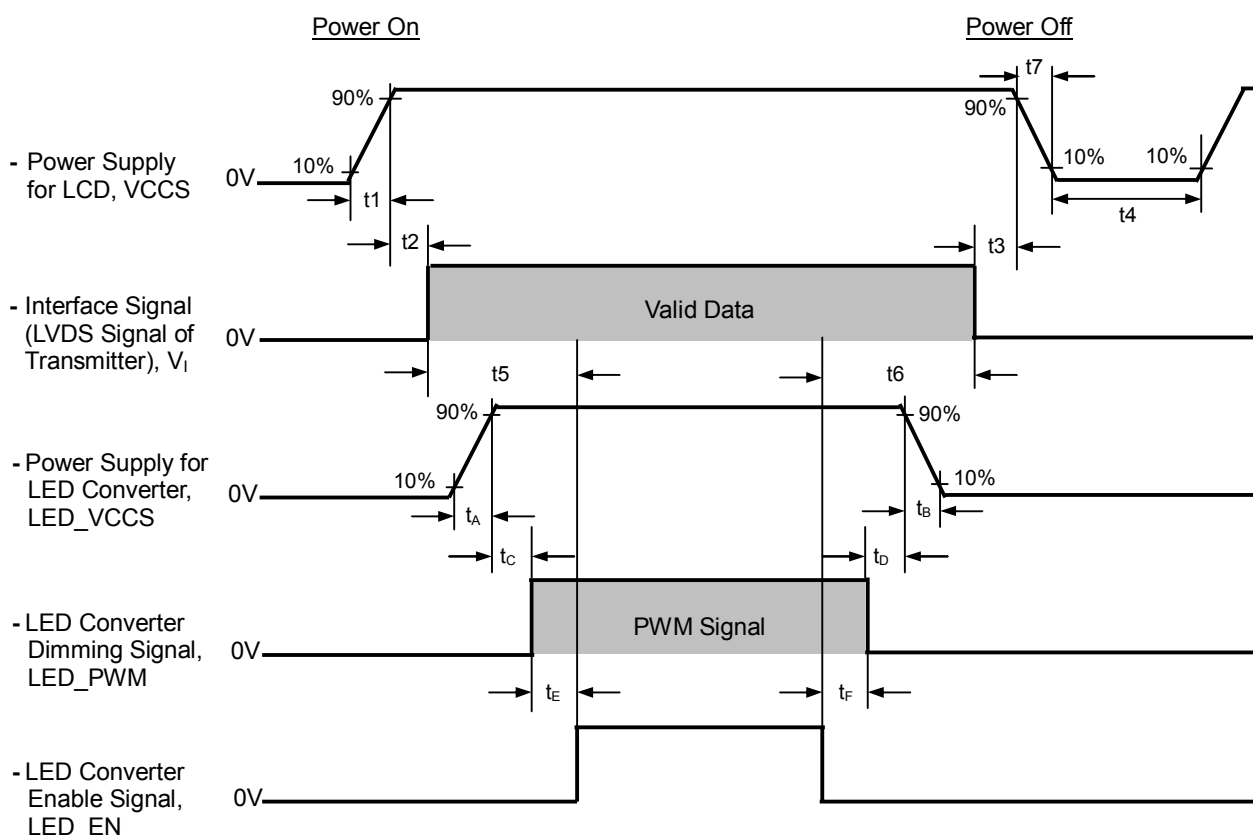 Power On
Power Off
t7
90%
90%
10%
10%
10%
- Power Supply
for LCD, VCCS
0V
t1
t4
t2
t3
- Interface Signal
(LVDS Signal of
Transmitter), VI
0V
Valid Data
t5
t6
90%
90%
- Power Supply for
LED Converter,
LED_VCCS
0V
10%
10%
tA
tB
tC
tD
- LED Converter
Dimming Signal,
LED_PWM
0V
PWM Signal
tE
tF
- LED Converter
Enable Signal,
LED_EN
0V